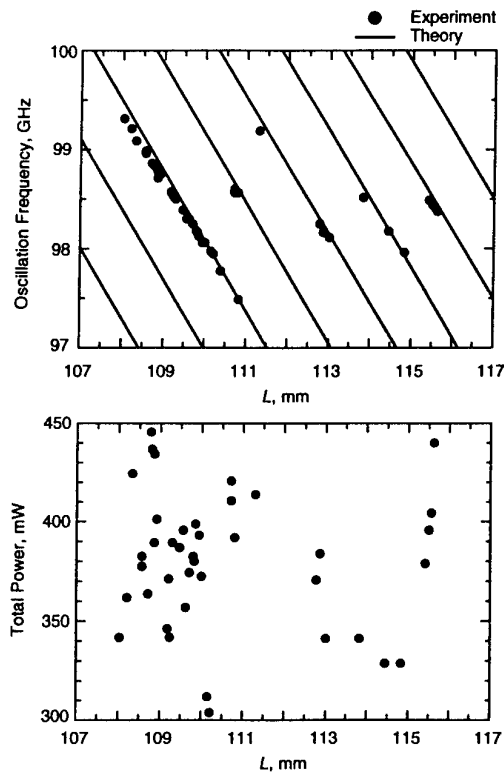 Experiment
Theory
Oscillation Frequency, GHz
100
99
98
97
107 109 111 113 115 117
L, mm
Total Power, mW
450
400
350
300
107 109 111 113 115 117
L, mm